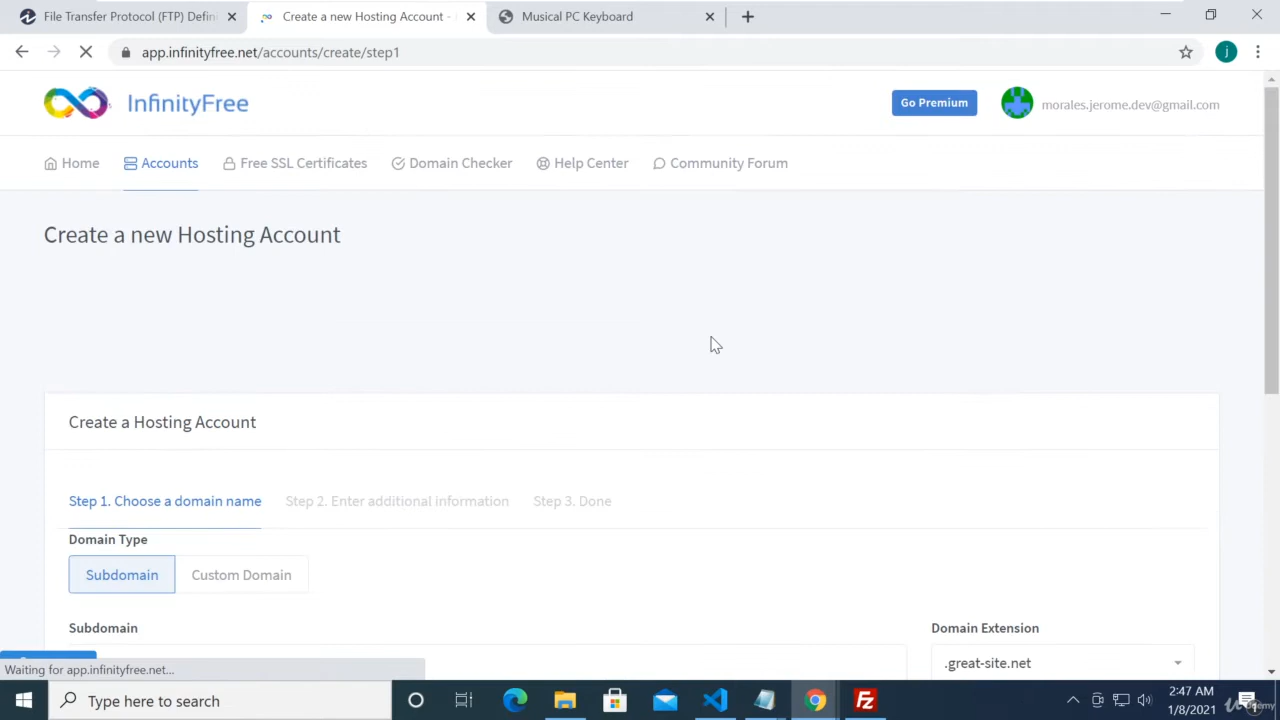 File Transfer Protocol (FTP) Defini
Create a new Hosting Account -
Musical PC Keyboard
app.infinityfree.net/accounts/create/step1
j
InfinityFree
Go Premium
morales.jerome.dev@gmail.com
Home
Accounts
Free SSL Certificates
Domain Checker
Help Center
Community Forum
Create a new Hosting Account
Create a Hosting Account
Step 1. Choose a domain name
Step 2. Enter additional information
Step 3. Done
Domain Type
Subdomain
Custom Domain
Subdomain
Domain Extension
.great-site.net
Waiting for app.infinityfree.net...
Type here to search
Fz
2:47 AM
1/8/2021
Udemy